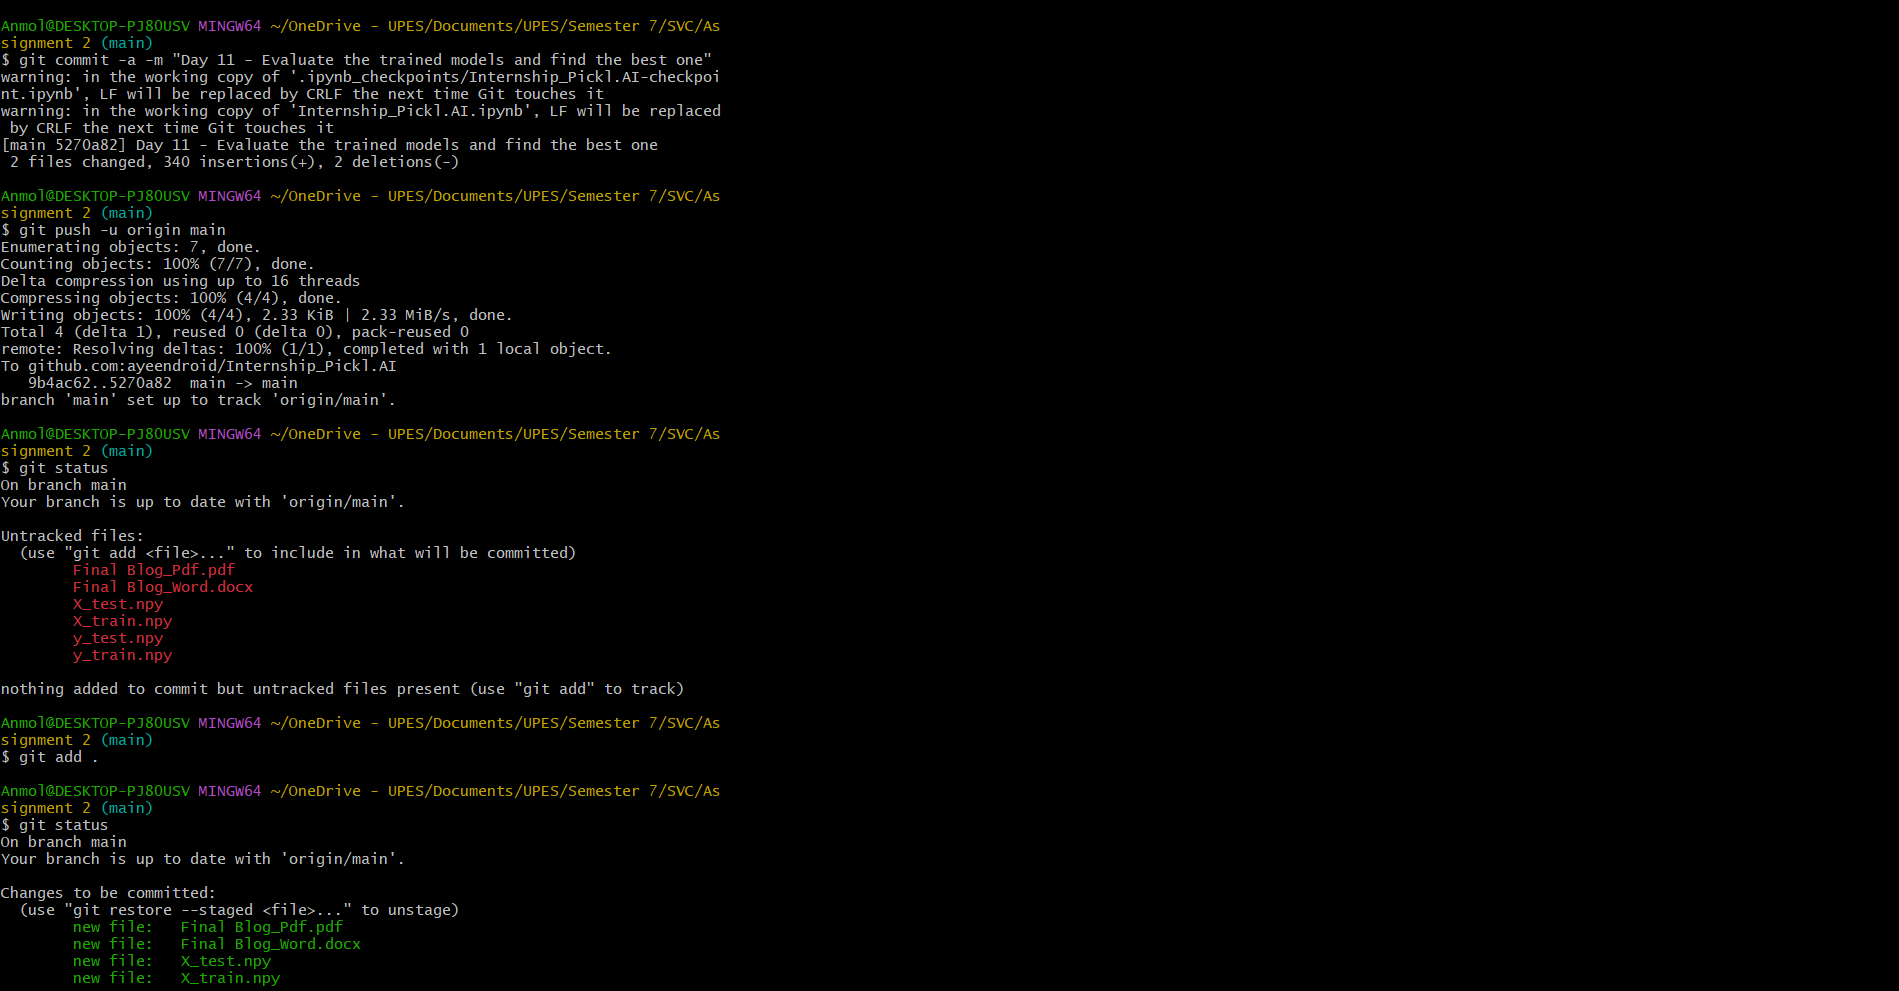 Anmol@DESKTOP-PJ80USV MINGW64 ~/OneDrive - UPES/Documents/UPES/Semester 7/SVC/As
signment 2 (main)
$ git commit -a -m "Day 11 - Evaluate the trained models and find the best one"
warning: in the working copy of '.ipynb_checkpoints/Internship_Pickl.AI-checkpoi
nt.ipynb', LF will be replaced by CRLF the next time Git touches it
warning: in the working copy of 'Internship_Pickl.AI.ipynb', LF will be replaced
 by CRLF the next time Git touches it
[main 5270a82] Day 11 - Evaluate the trained models and find the best one
 2 files changed, 340 insertions(+), 2 deletions(-)

Anmol@DESKTOP-PJ80USV MINGW64 ~/OneDrive - UPES/Documents/UPES/Semester 7/SVC/As
signment 2 (main)
$ git push -u origin main
Enumerating objects: 7, done.
Counting objects: 100% (7/7), done.
Delta compression using up to 16 threads
Compressing objects: 100% (4/4), done.
Writing objects: 100% (4/4), 2.33 KiB | 2.33 MiB/s, done.
Total 4 (delta 1), reused 0 (delta 0), pack-reused 0
remote: Resolving deltas: 100% (1/1), completed with 1 local object.
To github.com:ayeendroid/Internship_Pickl.AI
   9b4ac62..5270a82  main -> main
branch 'main' set up to track 'origin/main'.

Anmol@DESKTOP-PJ80USV MINGW64 ~/OneDrive - UPES/Documents/UPES/Semester 7/SVC/As
signment 2 (main)
$ git status
On branch main
Your branch is up to date with 'origin/main'.

Untracked files:
  (use "git add <file>..." to include in what will be committed)
        Final Blog_Pdf.pdf
        Final Blog_Word.docx
        X_test.npy
        X_train.npy
        y_test.npy
        y_train.npy

nothing added to commit but untracked files present (use "git add" to track)

Anmol@DESKTOP-PJ80USV MINGW64 ~/OneDrive - UPES/Documents/UPES/Semester 7/SVC/As
signment 2 (main)
$ git add .

Anmol@DESKTOP-PJ80USV MINGW64 ~/OneDrive - UPES/Documents/UPES/Semester 7/SVC/As
signment 2 (main)
$ git status
On branch main
Your branch is up to date with 'origin/main'.

Changes to be committed:
  (use "git restore --staged <file>..." to unstage)
        new file:   Final Blog_Pdf.pdf
        new file:   Final Blog_Word.docx
        new file:   X_test.npy
        new file:   X_train.npy